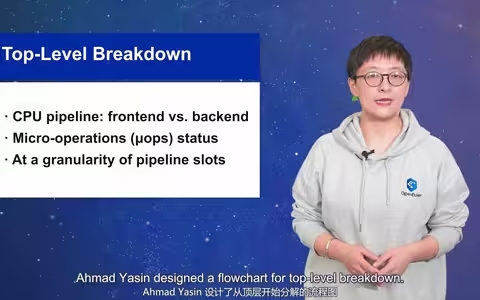 Top-Level Breakdown
· CPU pipeline: frontend vs. backend
· Micro-operations (μops) status
· At a granularity of pipeline slots
openEuler
Ahmad Yasin designed a flowchart for top-level breakdown.
Ahmad Yasin 设计了从顶层开始分解的流程图